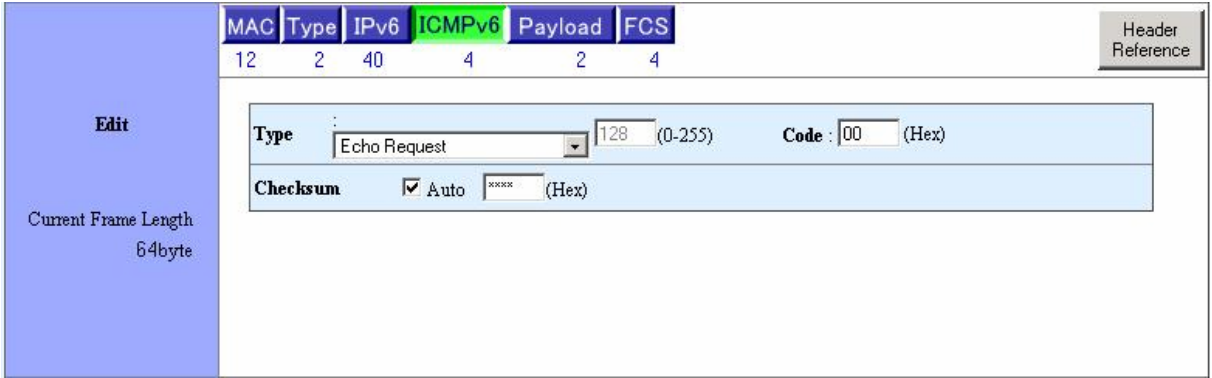 MAC Type IPv6 ICMPv6 Payload FCS
12 2 40 4 2 4
Header
Reference
Edit
Type : Echo Request 128 (0-255) Code : 00 (Hex)
Checksum Auto **** (Hex)
Current Frame Length
64byte